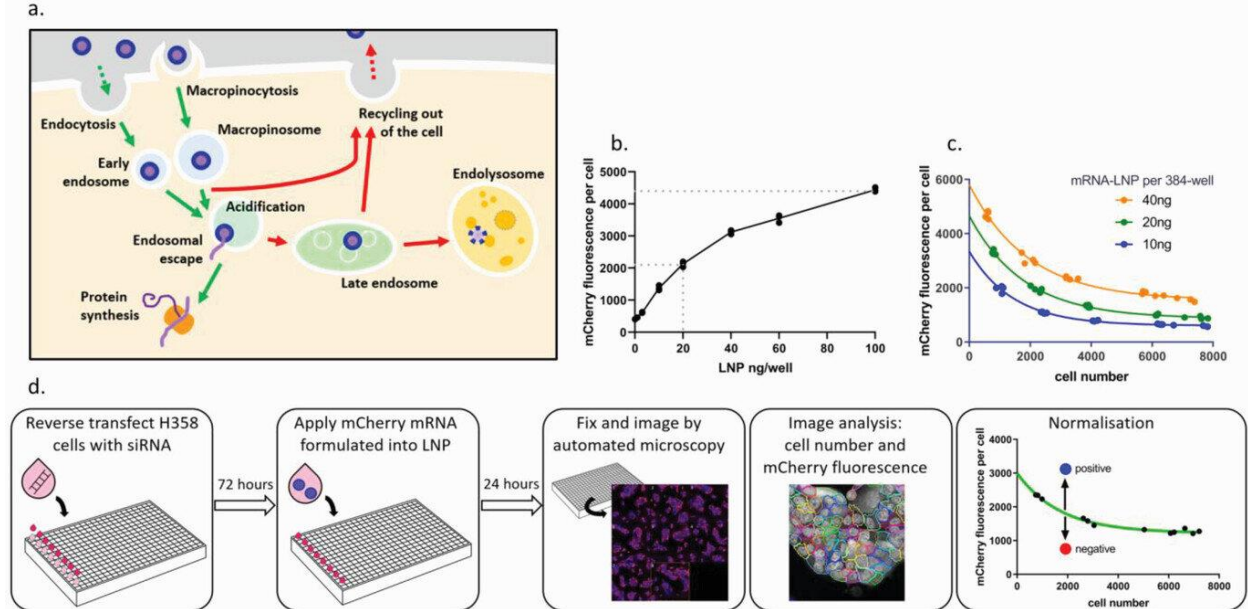 a.
Macropinocytosis
Endocytosis
Macropinosome
Recycling out
of the cell
Early
endosome
Endolysosome
Acidification
Endosomal
escape
Late endosome
Protein
synthesis
b.
mCherry fluorescence per cell
5000
4000
3000
2000
1000
0
0 20 40 60 80 100
LNP ng/well
c.
mCherry fluorescence per cell
6000
4000
2000
0
mRNA-LNP per 384-well
40ng
20ng
10ng
0 2000 4000 6000 8000
cell number
d.
Reverse transfect H358
cells with siRNA
72 hours
Apply mCherry mRNA
formulated into LNP
24 hours
Fix and image by
automated microscopy
Image analysis:
cell number and
mCherry fluorescence
Normalisation
mCherry fluorescence per cell
4000
3000
2000
1000
0
positive
negative
0 2000 4000 6000 8000
cell number